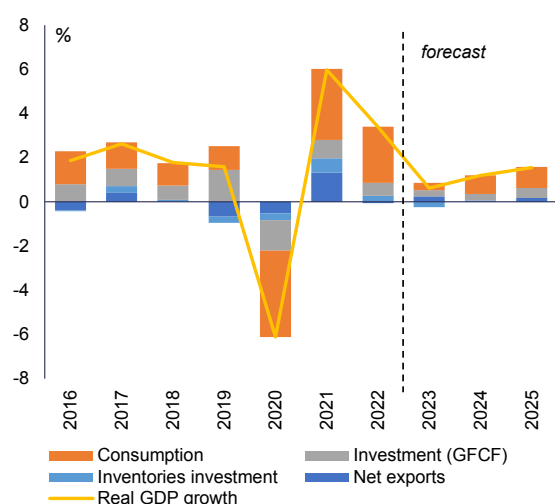 %
forecast
8
6
4
2
0
-2
-4
-6
-8
2016 2017 2018 2019 2020 2021 2022 2023 2024 2025
Consumption Investment (GFCF)
Inventories investment Net exports
Real GDP growth